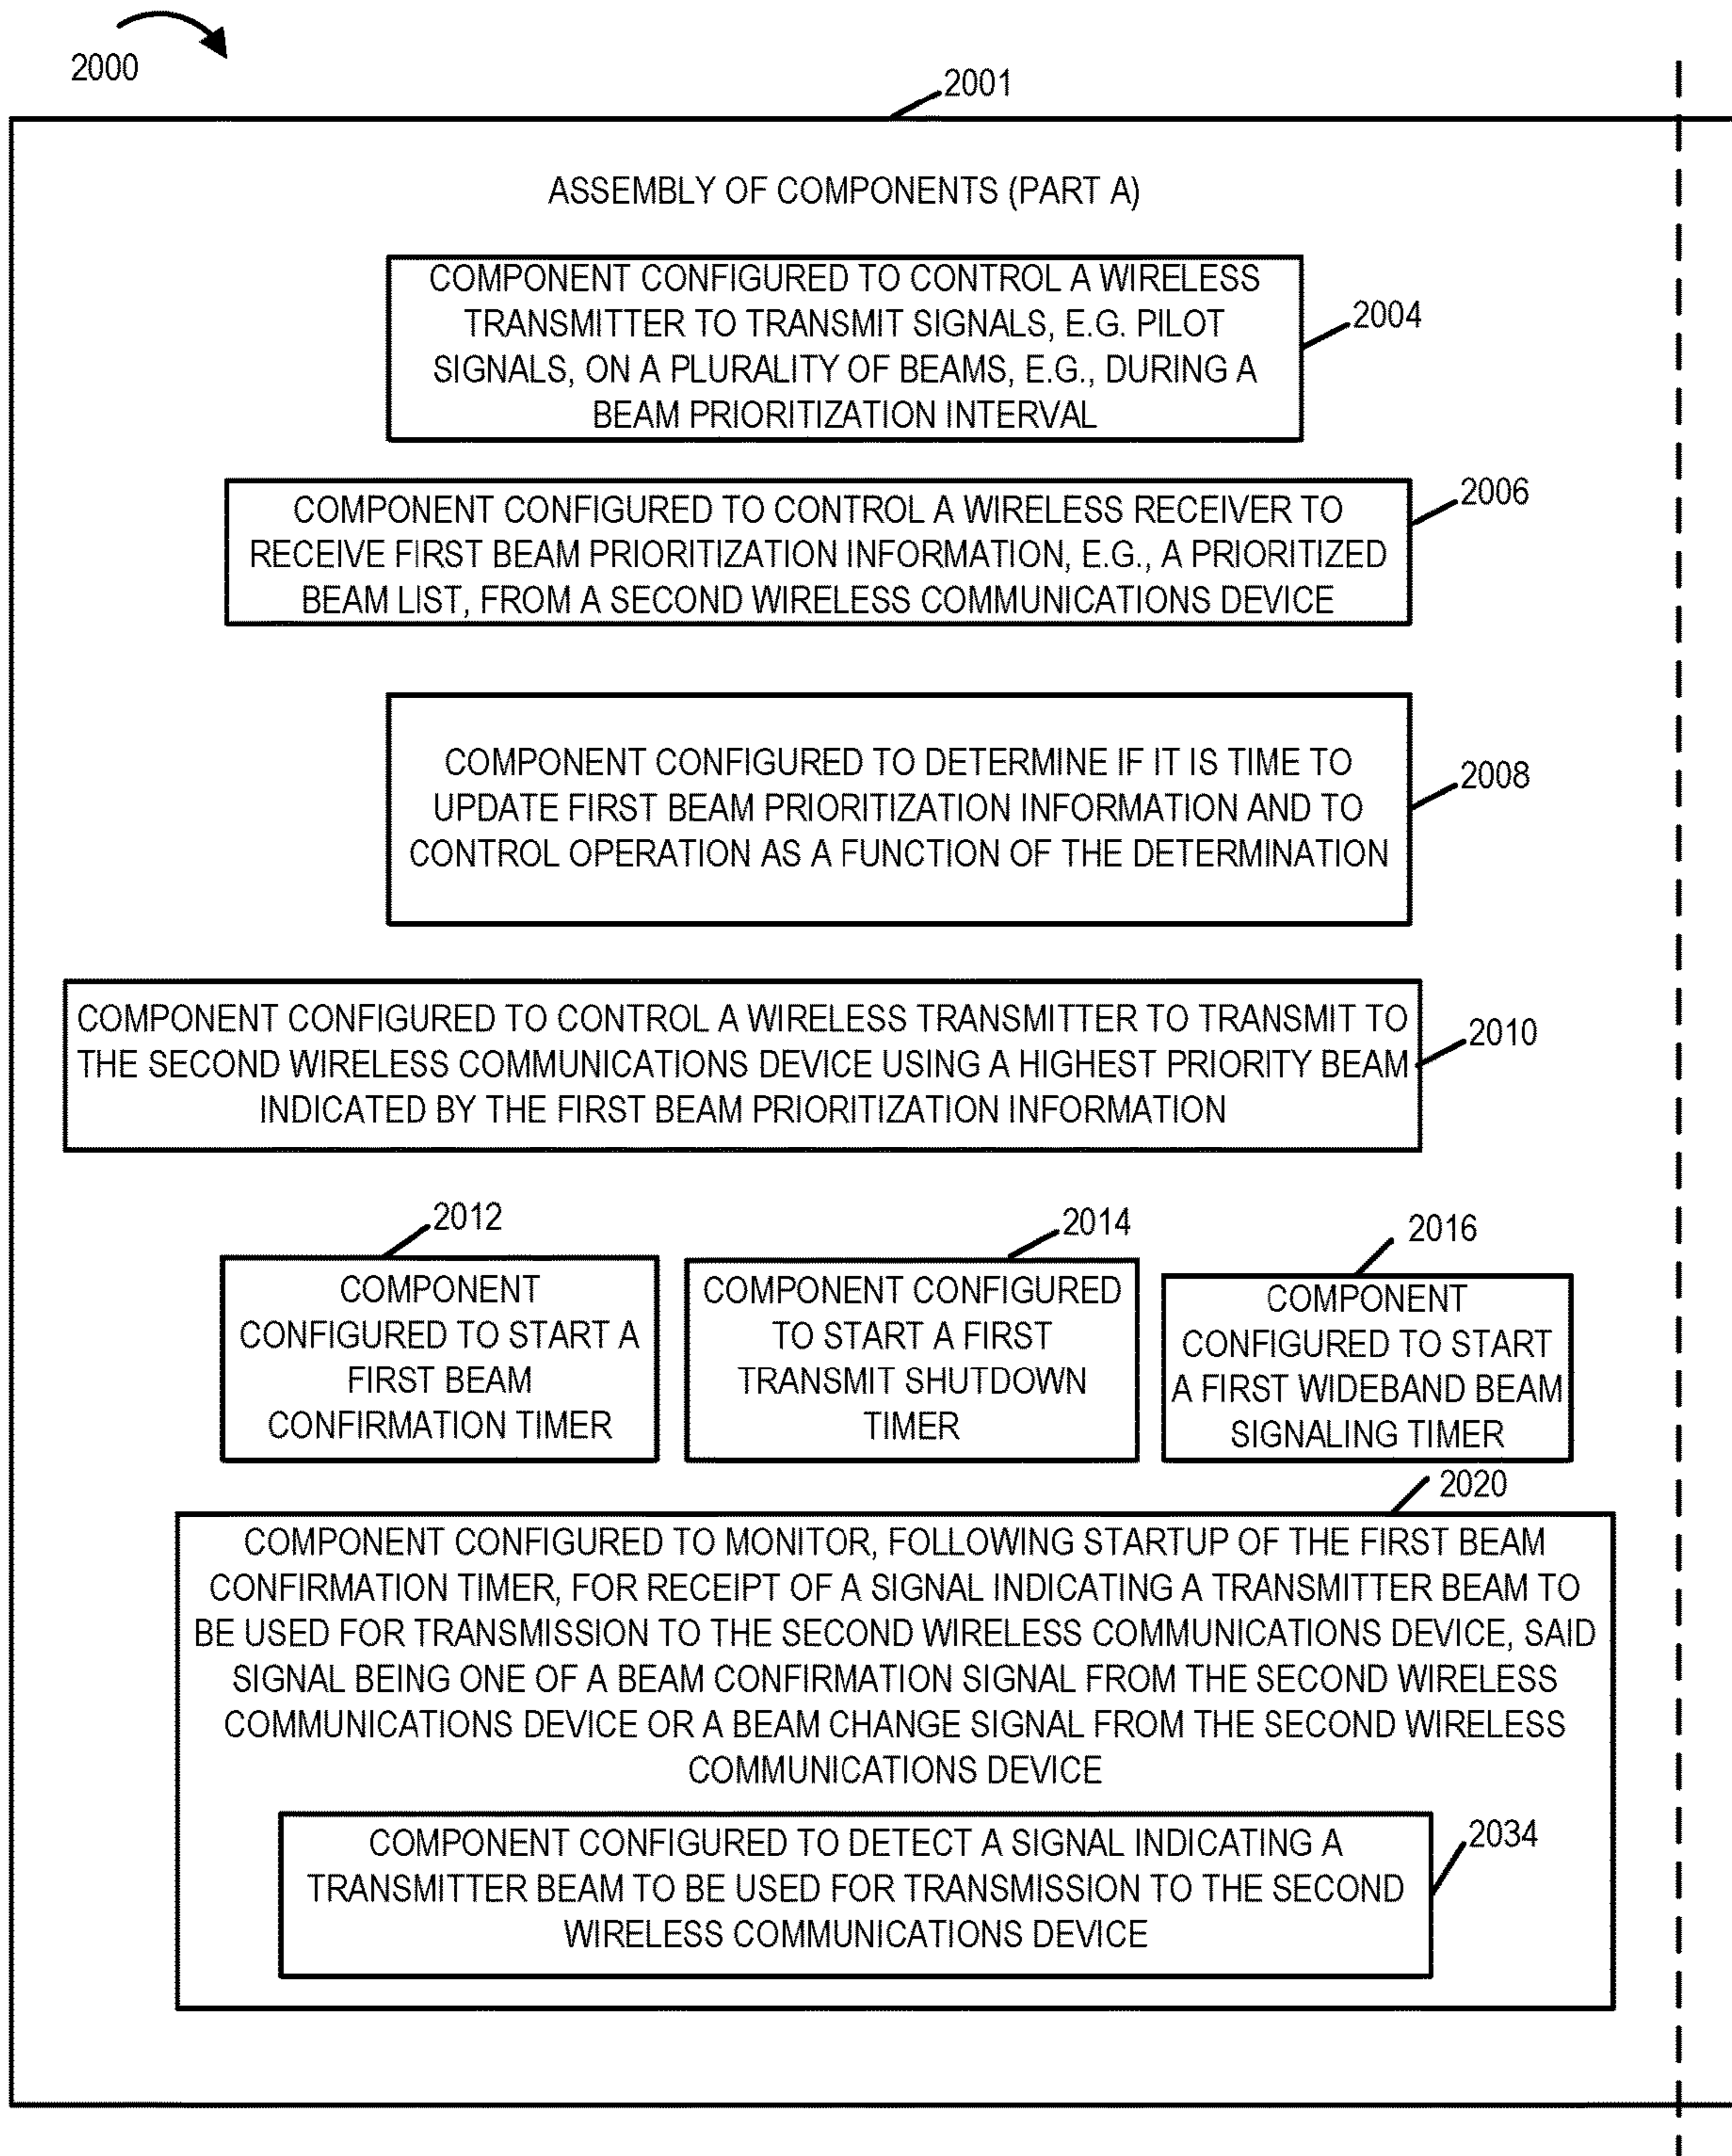 2000
2001
ASSEMBLY OF COMPONENTS (PART A)
COMPONENT CONFIGURED TO CONTROL A WIRELESS
TRANSMITTER TO TRANSMIT SIGNALS, E.G. PILOT
SIGNALS, ON A PLURALITY OF BEAMS, E.G., DURING A
BEAM PRIORITIZATION INTERVAL
2004
COMPONENT CONFIGURED TO CONTROL A WIRELESS RECEIVER TO
RECEIVE FIRST BEAM PRIORITIZATION INFORMATION, E.G., A PRIORITIZED
BEAM LIST, FROM A SECOND WIRELESS COMMUNICATIONS DEVICE
2006
COMPONENT CONFIGURED TO DETERMINE IF IT IS TIME TO
UPDATE FIRST BEAM PRIORITIZATION INFORMATION AND TO
CONTROL OPERATION AS A FUNCTION OF THE DETERMINATION
2008
COMPONENT CONFIGURED TO CONTROL A WIRELESS TRANSMITTER TO TRANSMIT TO
THE SECOND WIRELESS COMMUNICATIONS DEVICE USING A HIGHEST PRIORITY BEAM
INDICATED BY THE FIRST BEAM PRIORITIZATION INFORMATION
2010
2012
COMPONENT
CONFIGURED TO START A
FIRST BEAM
CONFIRMATION TIMER
2014
COMPONENT CONFIGURED
TO START A FIRST
TRANSMIT SHUTDOWN
TIMER
2016
COMPONENT
CONFIGURED TO START
A FIRST WIDEBAND BEAM
SIGNALING TIMER
2020
COMPONENT CONFIGURED TO MONITOR, FOLLOWING STARTUP OF THE FIRST BEAM
CONFIRMATION TIMER, FOR RECEIPT OF A SIGNAL INDICATING A TRANSMITTER BEAM TO
BE USED FOR TRANSMISSION TO THE SECOND WIRELESS COMMUNICATIONS DEVICE, SAID
SIGNAL BEING ONE OF A BEAM CONFIRMATION SIGNAL FROM THE SECOND WIRELESS
COMMUNICATIONS DEVICE OR A BEAM CHANGE SIGNAL FROM THE SECOND WIRELESS
COMMUNICATIONS DEVICE
COMPONENT CONFIGURED TO DETECT A SIGNAL INDICATING A
TRANSMITTER BEAM TO BE USED FOR TRANSMISSION TO THE SECOND
WIRELESS COMMUNICATIONS DEVICE
2034